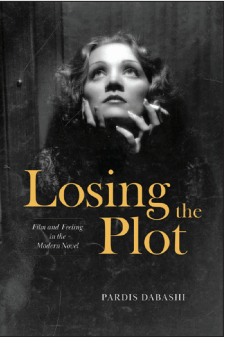 Losing
the
Plot
Film and Feeling
in the
Modern Novel
PARDIS DABASHI